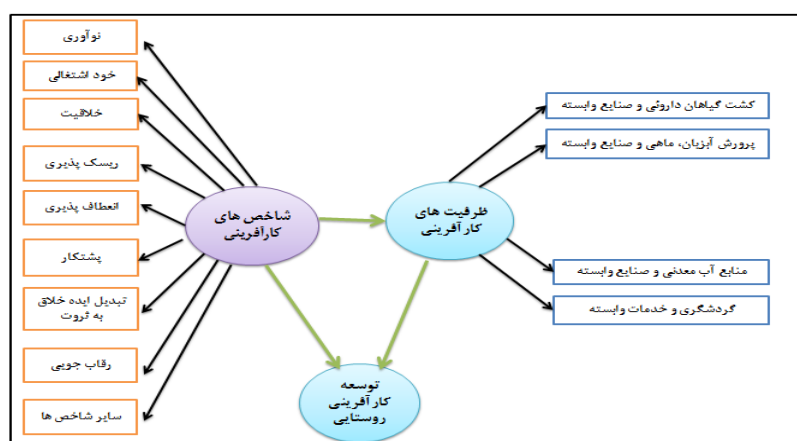 نوآوری
خود اشتغالی
خلاقیت
ریسک پذیری
انعطاف پذیری
پشتکار
تبدیل ایده خلاق
به ثروت
رقاب جویی
سایر شاخص ها
شاخص های
کارآفرینی
ظرفیت های
کارآفرینی
توسعه
کارآفرینی
روستایی
کشت گیاهان داروئی و صنایع وابسته
پرورش آبزیان، ماهی و صنایع وابسته
منابع آب معدنی و صنایع وابسته
گردشگری و خدمات وابسته